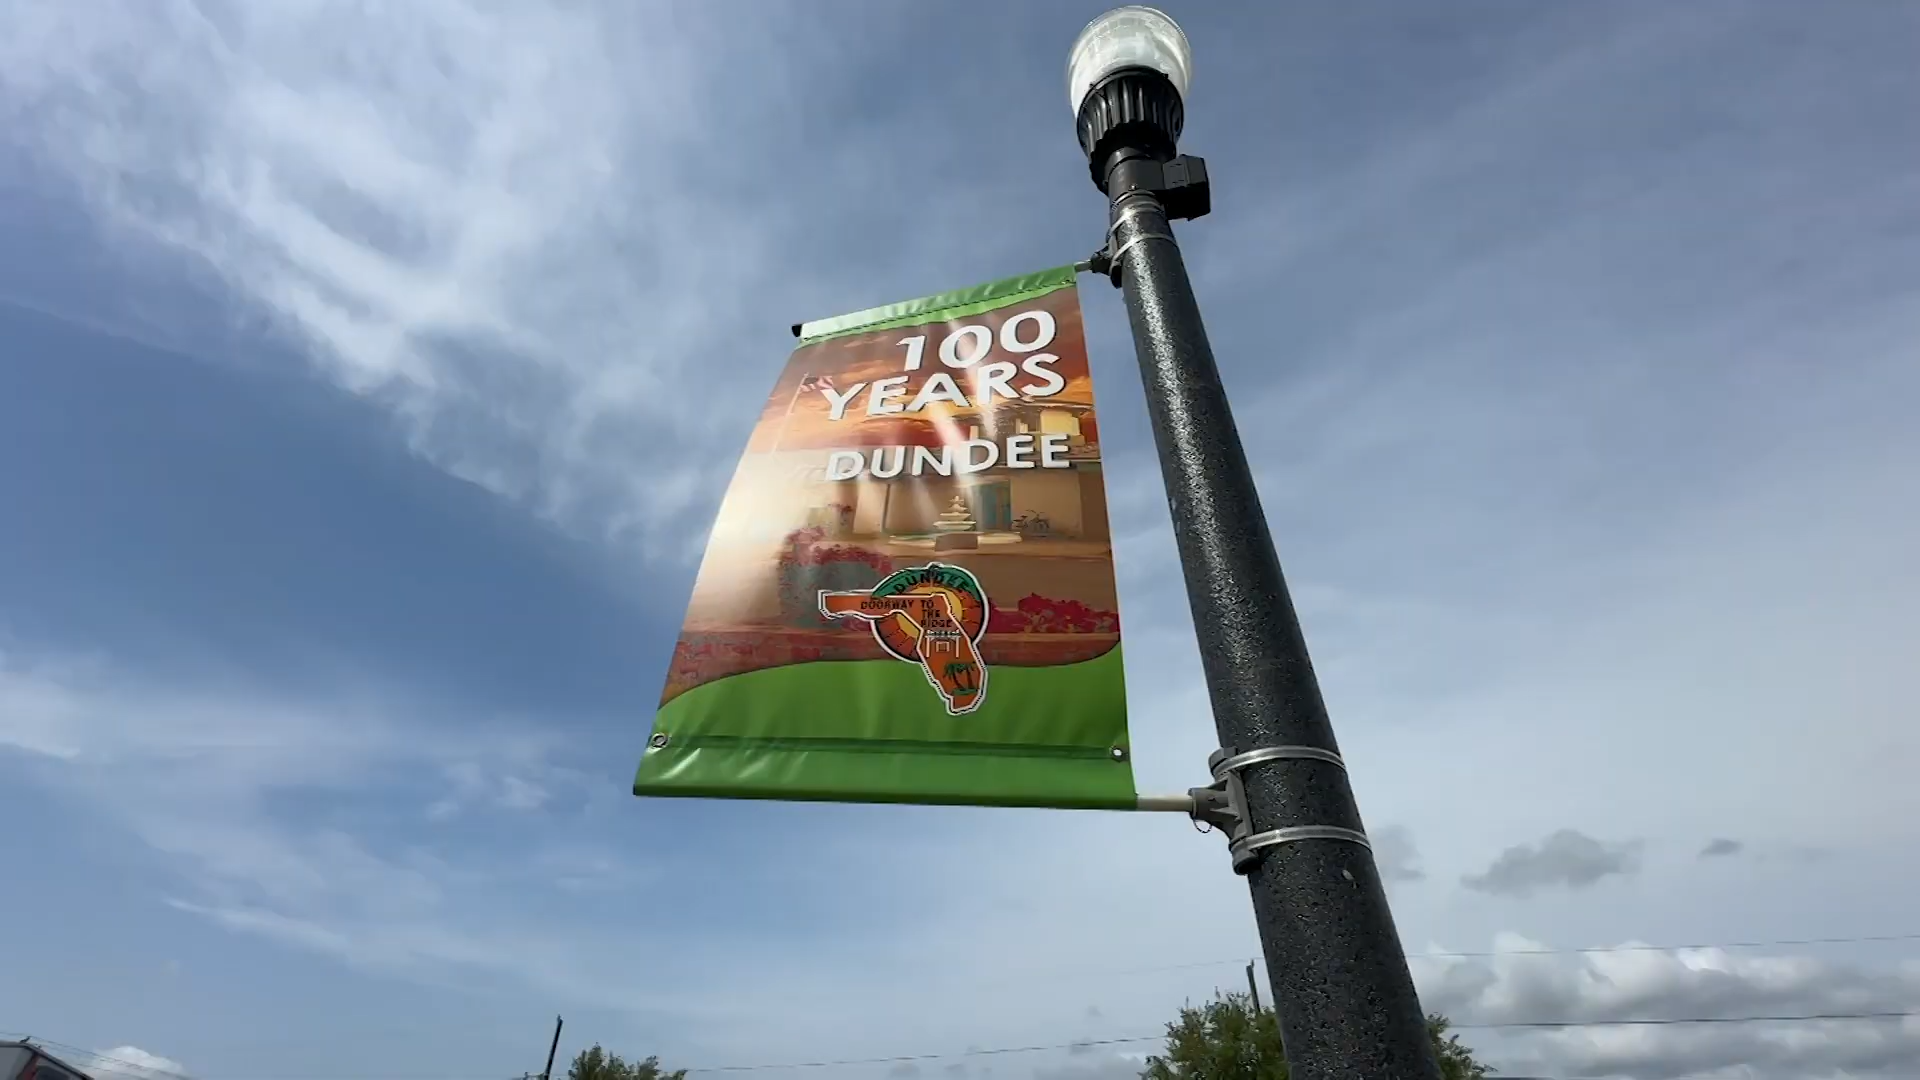 100
YEARS
DUNDEE
DUNDEE
DOORWAY TO
THE
RIDGE